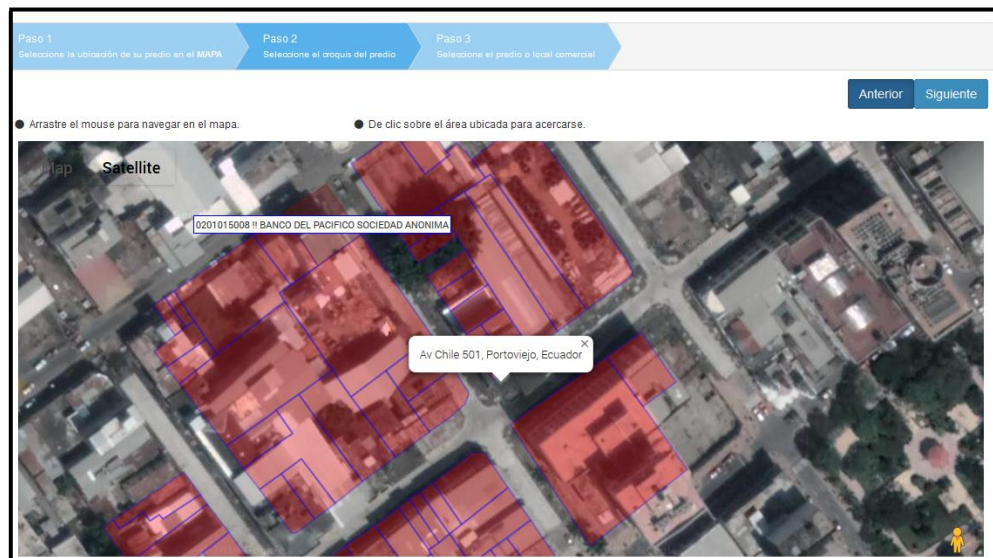 Paso 1
Seleccione la ubicación de su predio en el MAPA
Paso 2
Seleccione el croquis del predio
Paso 3
Seleccione el predio o local comercial
Anterior
Siguiente
● Arrastre el mouse para navegar en el mapa.
● De clic sobre el área ubicada para acercarse.
Map
Satellite
0201015008 !! BANCO DEL PACIFICO SOCIEDAD ANONIMA
Av Chile 501, Portoviejo, Ecuador